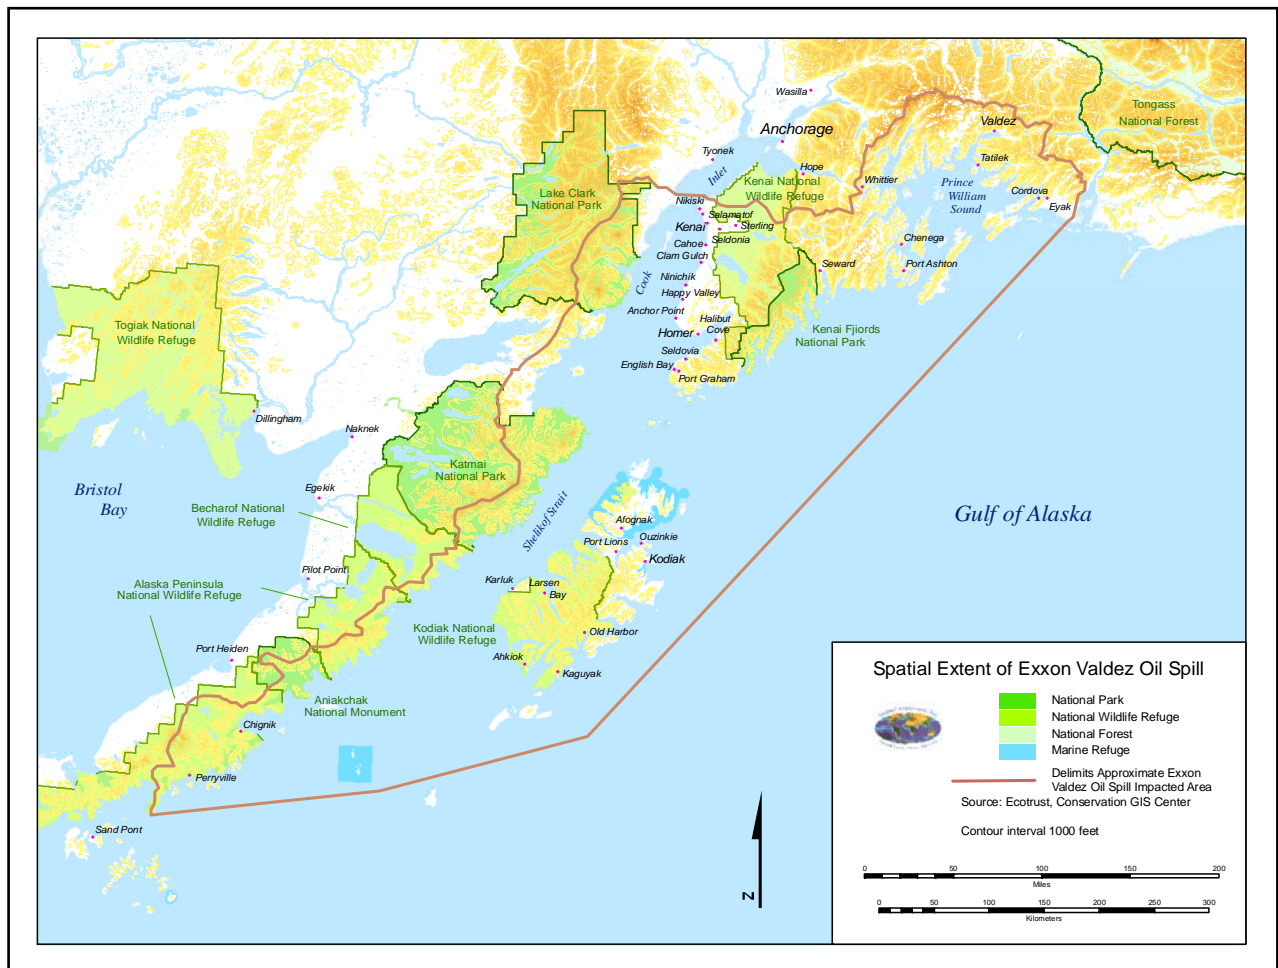 Wasilla
Anchorage
Valdez
Tongass
National Forest
Tyonek
Inlet
Hope
Tatilek
Whittier
Kenai National
Wildlife Refuge
Prince
William
Sound
Cordova
Eyak
Lake Clark
National Park
Nikiski
Salamatof
Kenai
Sterling
Seldonia
Cahoe
Clam Gulch
Chenega
Port Ashton
Seward
Cook
Ninichik
Happy Valley
Anchor Point
Halibut
Cove
Homer
Kenai Fjords
National Park
Seldovia
English Bay
Port Graham
Togiak National
Wildlife Refuge
Dillingham
Naknek
Katmai
National Park
Bristol
Bay
Egekik
Becharof National
Wildlife Refuge
Shelikof Strait
Afognak
Port Lions
Ouzinkie
Kodiak
Gulf of Alaska
Pilot Point
Alaska Peninsula
National Wildlife Refuge
Karluk
Larsen
Bay
Kodiak National
Wildlife Refuge
Old Harbor
Port Heiden
Ahkiok
Kaguyak
Aniakchak
National Monument
Chignik
Perryville
Sand Pont
Spatial Extent of Exxon Valdez Oil Spill
National Park
National Wildlife Refuge
National Forest
Marine Refuge
Delimits Approximate Exxon
Valdez Oil Spill Impacted Area
Source: Ecotrust, Conservation GIS Center
Contour interval 1000 feet
0 50 100 150 200
Miles
0 50 100 150 200 250 300
Kilometers
N